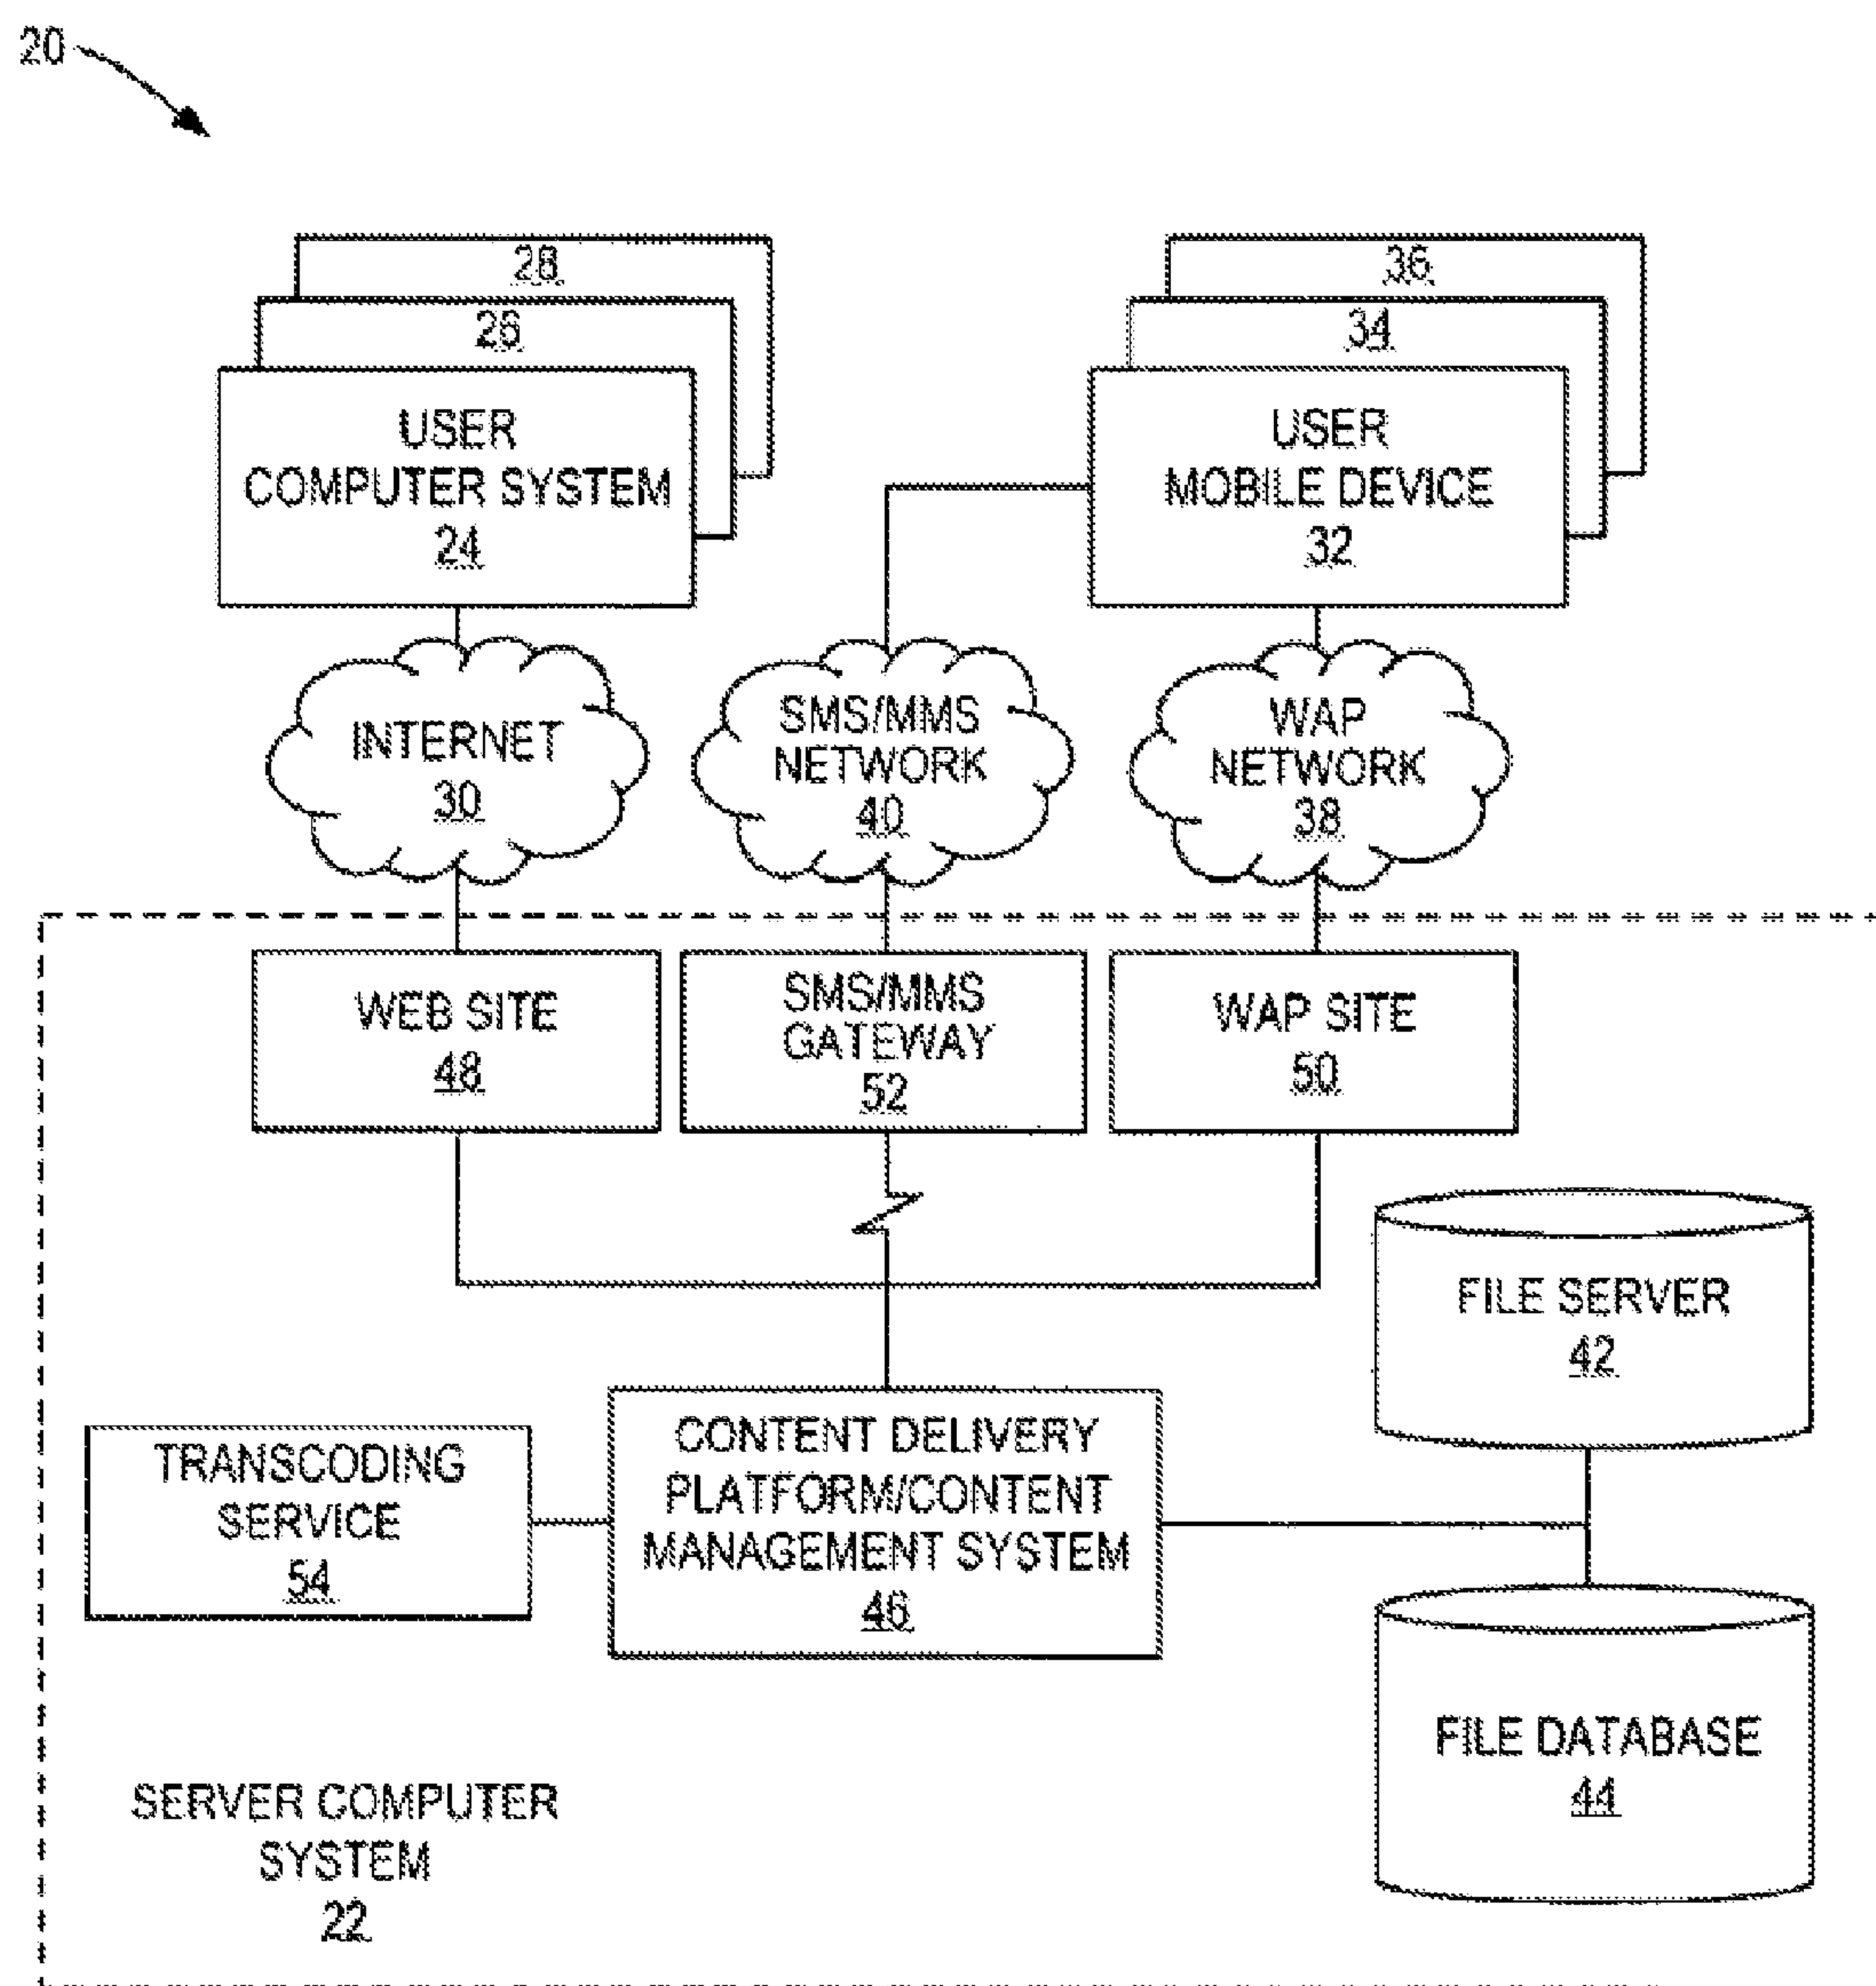 20
28
26
USER
COMPUTER SYSTEM
24
36
34
USER
MOBILE DEVICE
32
INTERNET
30
SMS/MMS
NETWORK
40
WAP
NETWORK
38
WEB SITE
48
SMS/MMS
GATEWAY
52
WAP SITE
50
FILE SERVER
42
TRANSCODING
SERVICE
54
CONTENT DELIVERY
PLATFORM/CONTENT
MANAGEMENT SYSTEM
46
FILE DATABASE
44
SERVER COMPUTER
SYSTEM
22